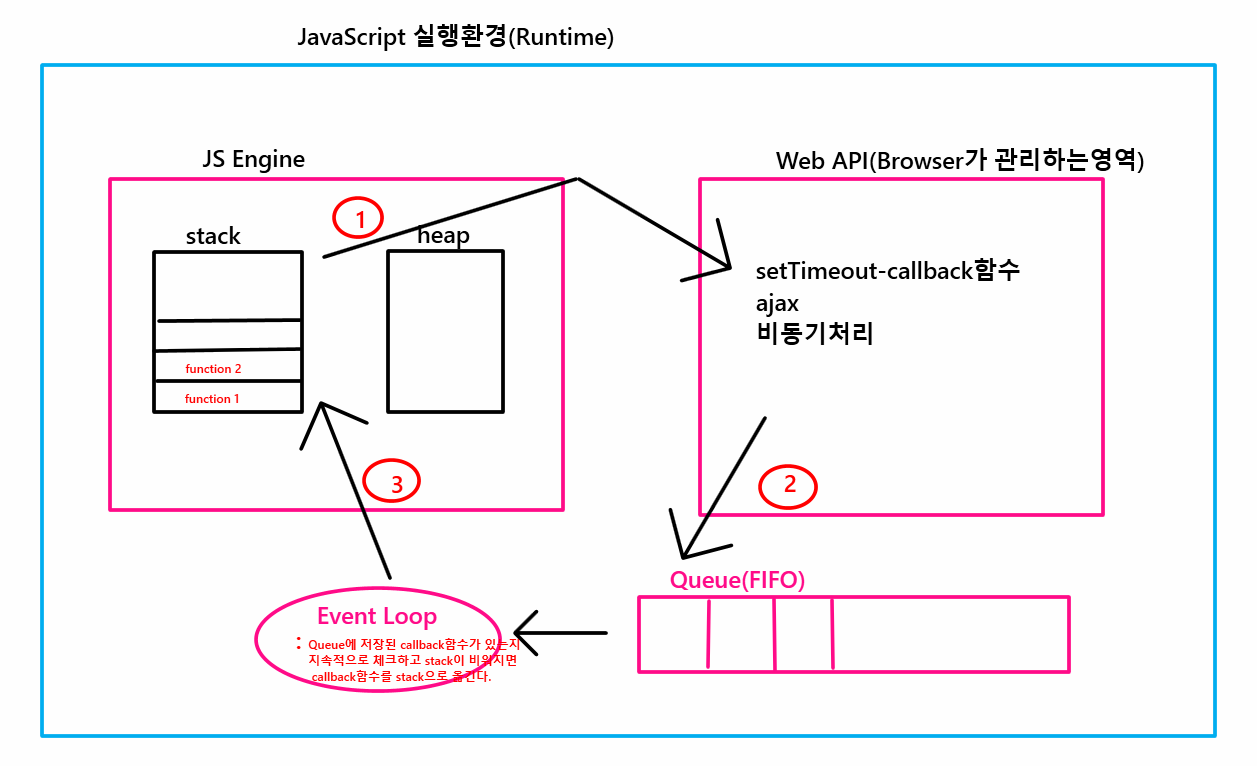 JavaScript 실행환경(Runtime)
JS Engine
Web API(Browser가 관리하는영역)
1
stack
heap
setTimeout-callback함수
ajax
비동기처리
function 2
function 1
3
2
Queue(FIFO)
Event Loop
: Queue에 저장된 callback함수가 있는지
지속적으로 체크하고 stack이 비워지면
callback함수를 stack으로 옮긴다.